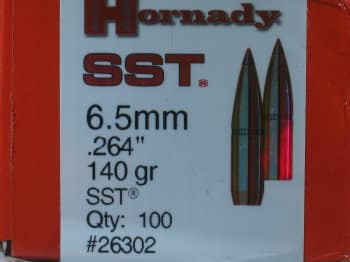 Hornady
SST®
6.5mm
.264"
140 gr
SST®
Qty: 100
#26302